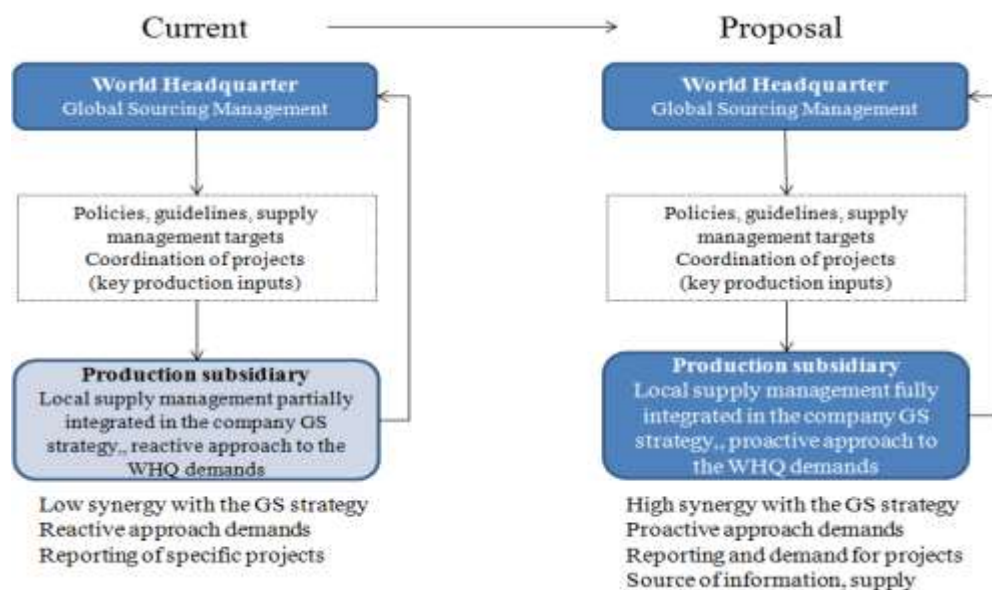 Current
Proposal
World Headquarter
Global Sourcing Management
Policies, guidelines, supply
management targets
Coordination of projects
(key production inputs)
Production subsidiary
Local supply management partially
integrated in the company GS
strategy,, reactive approach to the
WHQ demands
Low synergy with the GS strategy
Reactive approach demands
Reporting of specific projects
World Headquarter
Global Sourcing Management
Policies, guidelines, supply
management targets
Coordination of projects
(key production inputs)
Production subsidiary
Local supply management fully
integrated in the company GS
strategy,, proactive approach to
the WHQ demands
High synergy with the GS strategy
Proactive approach demands
Reporting and demand for projects
Source of information, supply